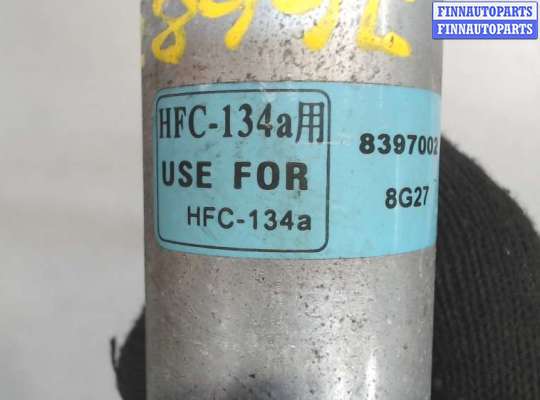 FINNAUTOPARTS
FINNAUTOPARTS
HFC-134a用
USE FOR
HFC-134a
8397002
8G27